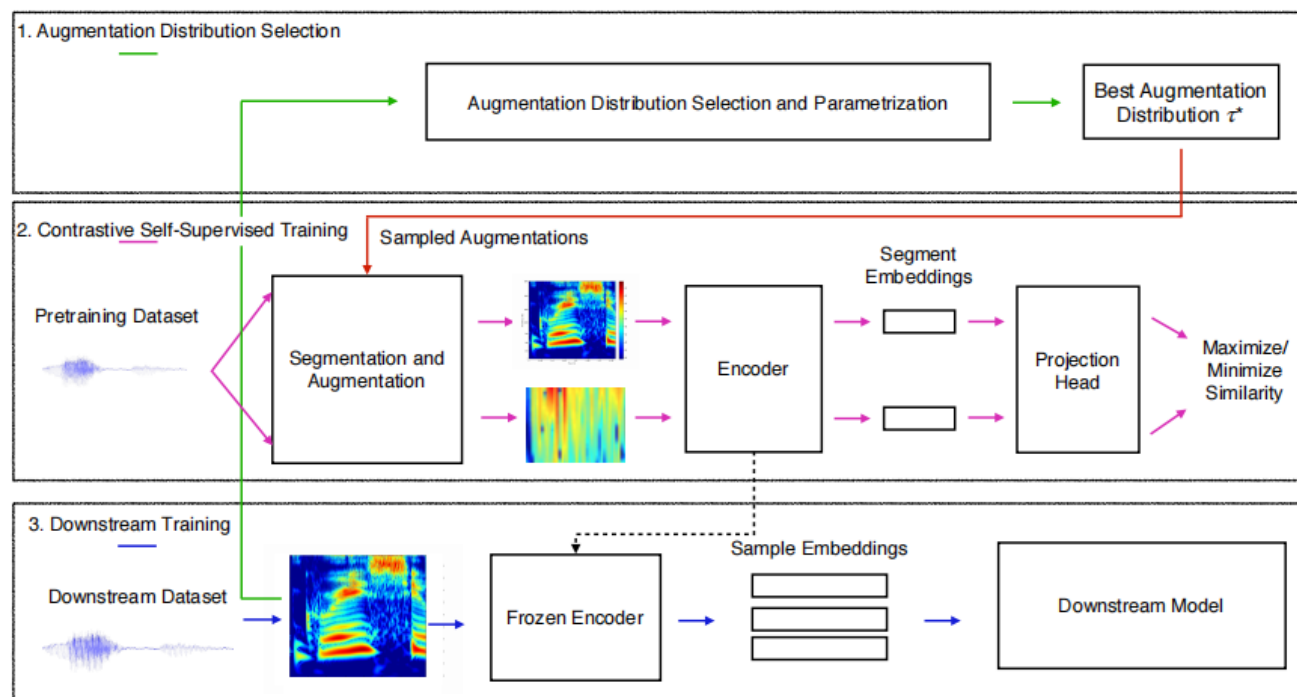 1. Augmentation Distribution Selection
Augmentation Distribution Selection and Parametrization
Best Augmentation
Distribution τ*
2. Contrastive Self-Supervised Training
Sampled Augmentations
Segment
Embeddings
Pretraining Dataset
Segmentation and
Augmentation
Encoder
Projection
Head
Maximize/
Minimize
Similarity
3. Downstream Training
Sample Embeddings
Downstream Dataset
Frozen Encoder
Downstream Model